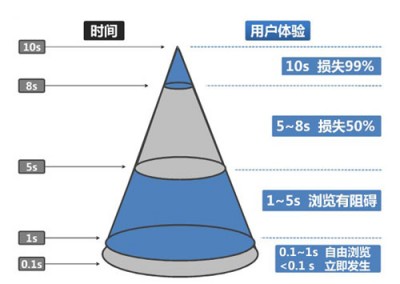 时间
用户体验
10s
10s 损失99%
8s
5~8s 损失50%
5s
1~5s 浏览有阻碍
1s
0.1~1s 自由浏览
0.1s
<0.1 s 立即发生